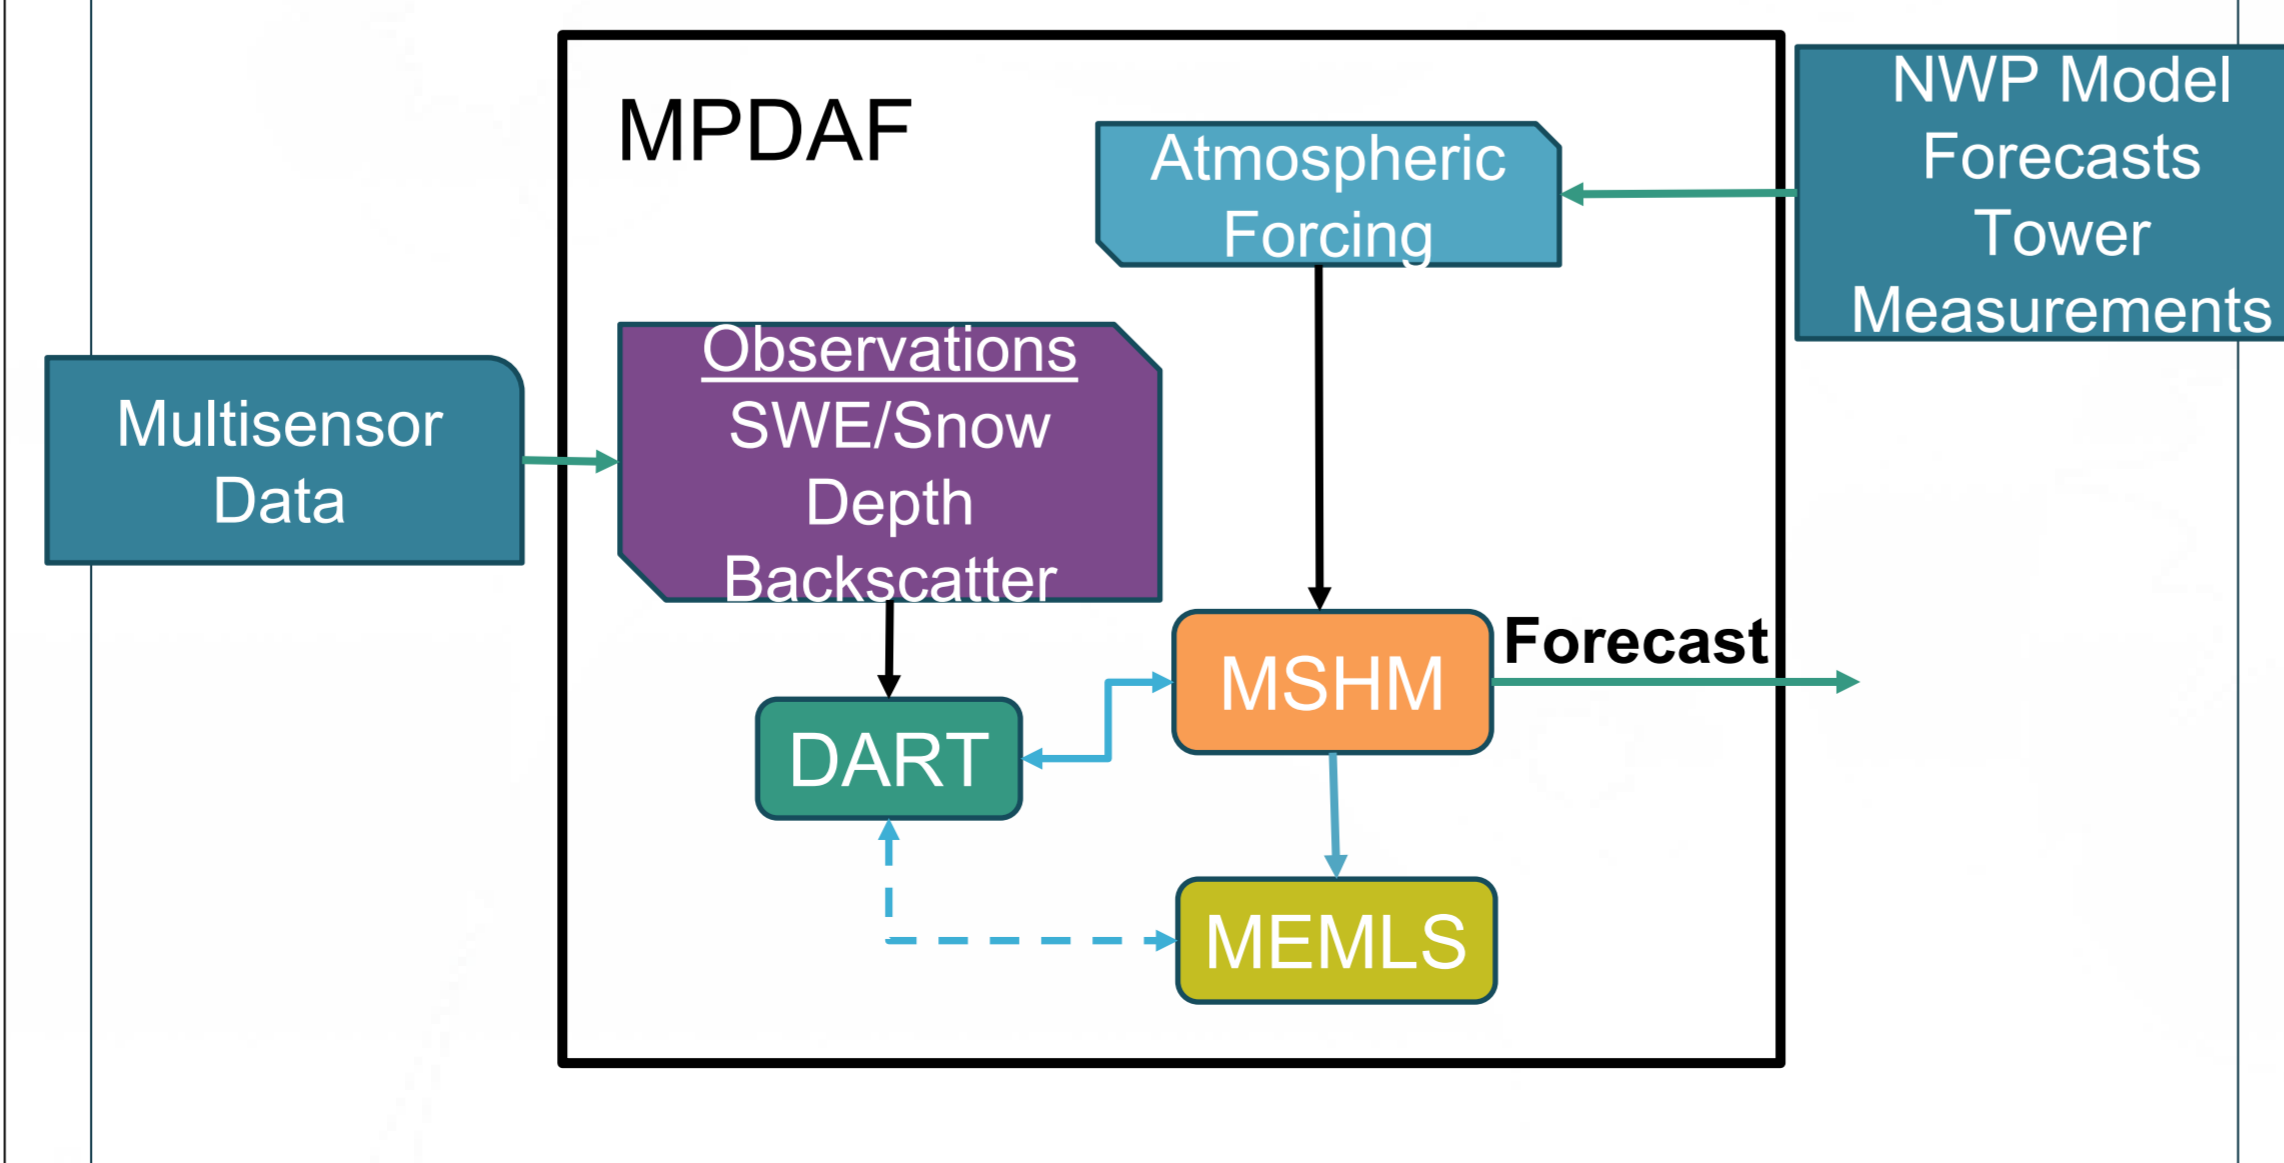 MPDAF
Atmospheric
Forcing
NWP Model
Forecasts
Tower
Measurements
Observations
SWE/Snow
Depth
Backscatter
Multisensor
Data
MSHM
Forecast
DART
MEMLS